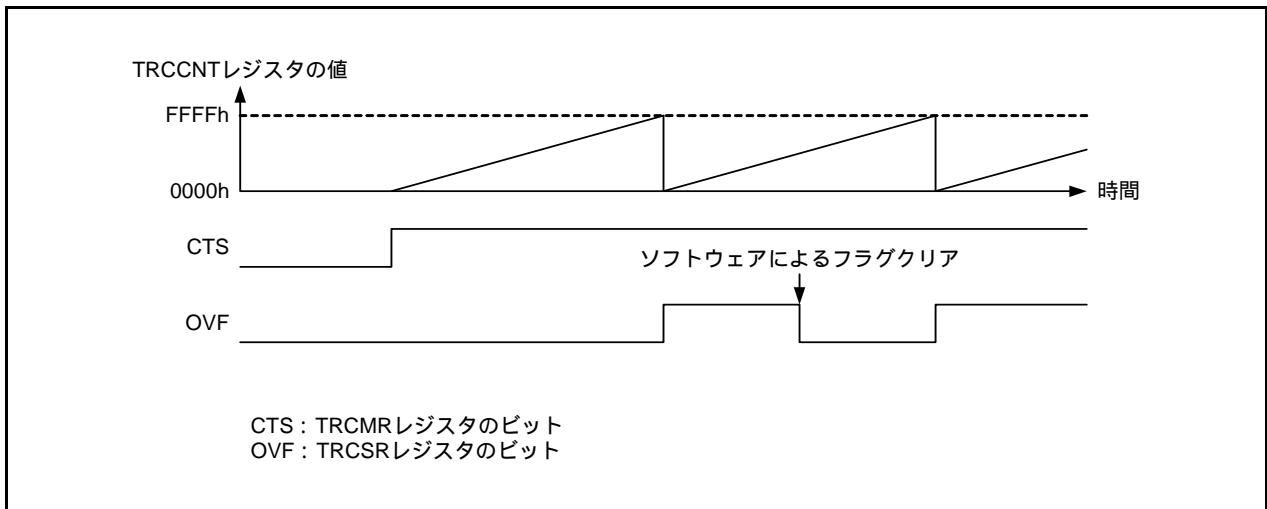 TRCCNTレジスタの値
FFFFh
0000h
時間
CTS
ソフトウェアによるフラグクリア
OVF
CTS：TRCMRレジスタのビット
OVF：TRCSRレジスタのビット